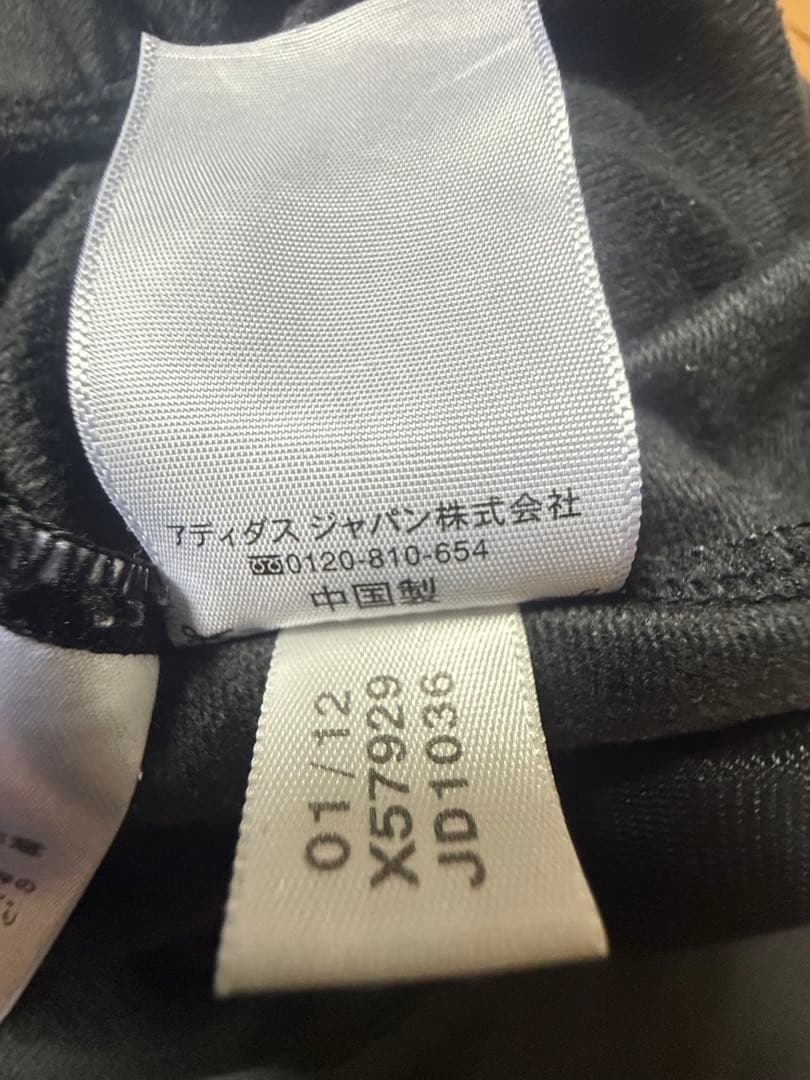 アディダス ジャパン株式会社
0120-810-654
中国製
01/12
X57929
JD1036